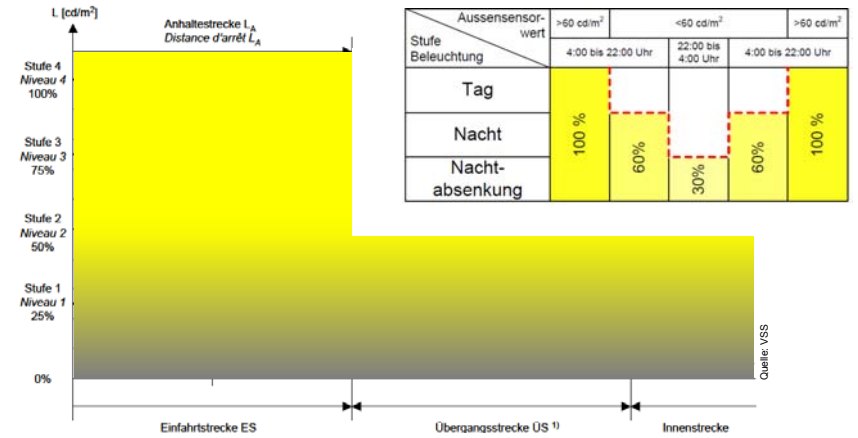 L [cd/m²]
Anhaltestrecke L_A
Distance d'arrêt L_A
Stufe 4
Niveau 4
100%
Stufe 3
Niveau 3
75%
Stufe 2
Niveau 2
50%
Stufe 1
Niveau 1
25%
0%
Einfahrtstrecke ES
Übergangsstrecke ÜS ¹⁾
Innenstrecke
Quelle: VSS
Aussensensor-
wert
Stufe
Beleuchtung
>60 cd/m²
<60 cd/m²
>60 cd/m²
4:00 bis 22:00 Uhr
22:00 bis
4:00 Uhr
4:00 bis 22:00 Uhr
Tag
Nacht
Nacht-
absenkung
100 %
60%
30%
60%
100 %